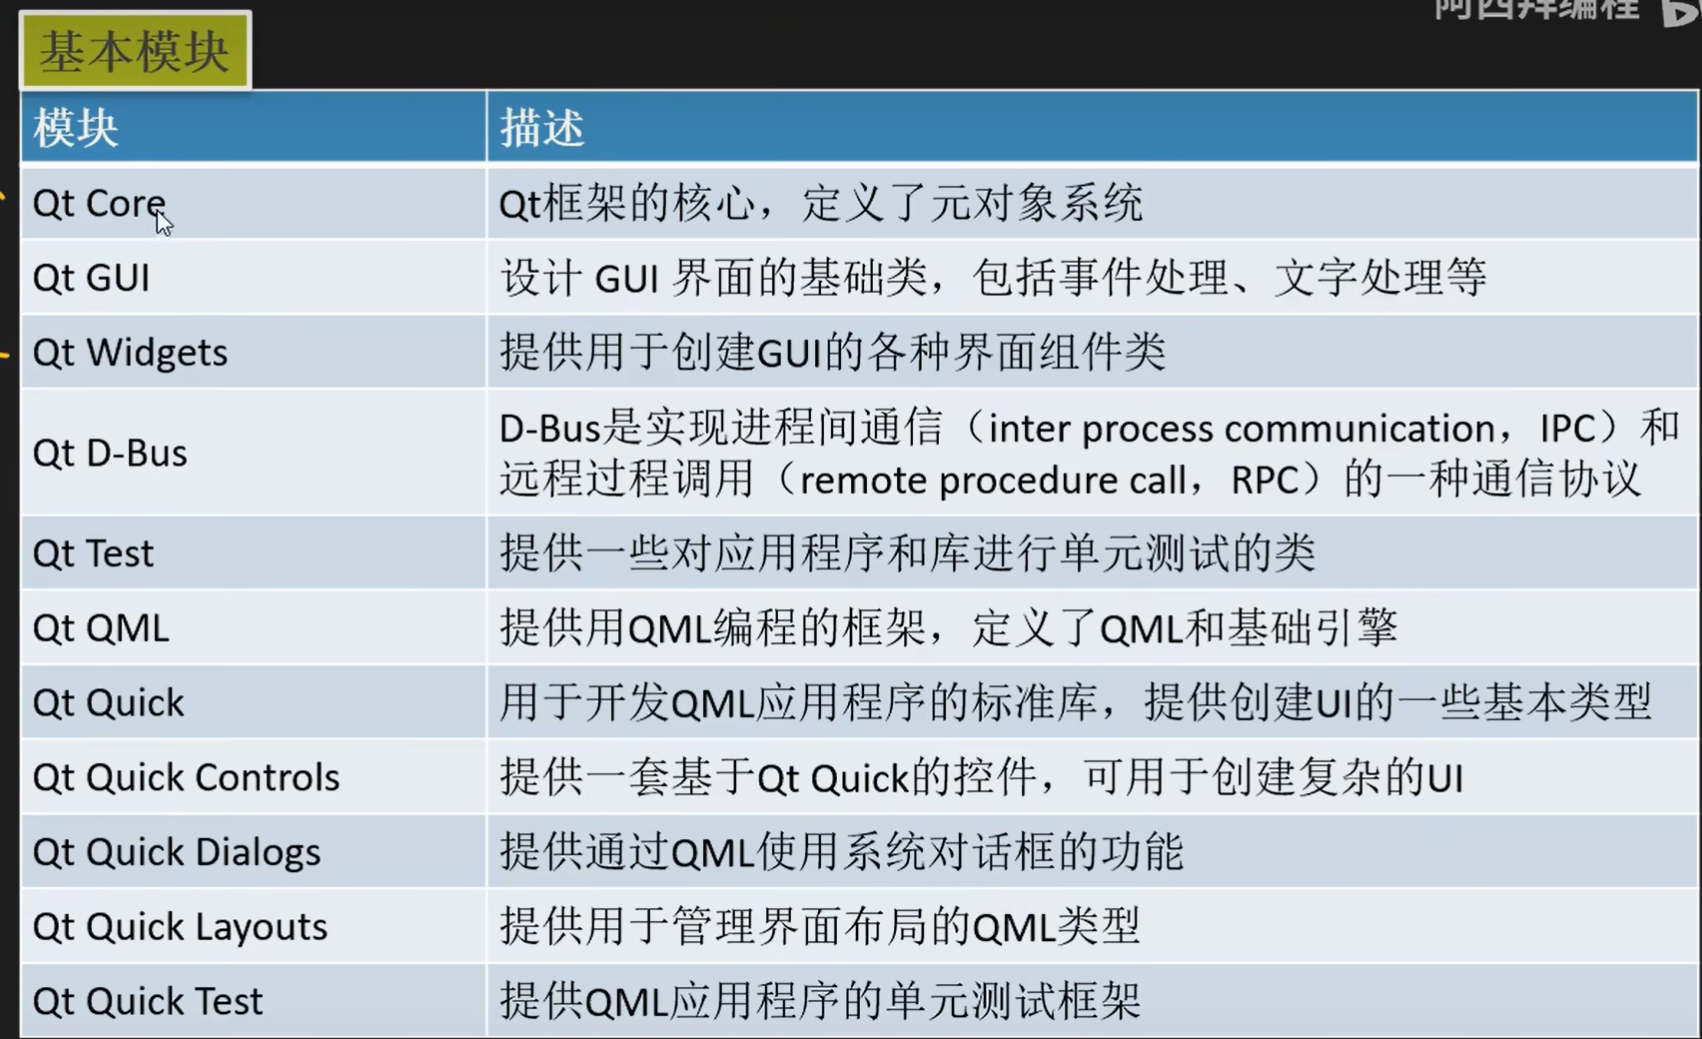 阿西拜编程
基本模块
模块 描述
Qt Core Qt框架的核心，定义了元对象系统
Qt GUI 设计 GUI 界面的基础类，包括事件处理、文字处理等
Qt Widgets 提供用于创建GUI的各种界面组件类
Qt D-Bus D-Bus是实现进程间通信（inter process communication，IPC）和
远程过程调用（remote procedure call，RPC）的一种通信协议
Qt Test 提供一些对应用程序和库进行单元测试的类
Qt QML 提供用QML编程的框架，定义了QML和基础引擎
Qt Quick 用于开发QML应用程序的标准库，提供创建UI的一些基本类型
Qt Quick Controls 提供一套基于Qt Quick的控件，可用于创建复杂的UI
Qt Quick Dialogs 提供通过QML使用系统对话框的功能
Qt Quick Layouts 提供用于管理界面布局的QML类型
Qt Quick Test 提供QML应用程序的单元测试框架